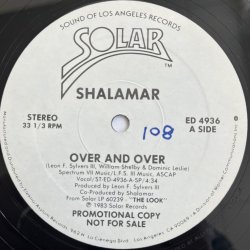 SOUND OF LOS ANGELES RECORDS
SOLAR
TM
SHALAMAR
STEREO
33 1/3 RPM
ED 4936
A SIDE
108
OVER AND OVER
(Leon F. Sylvers III, William Shelby & Dominic Leslie)
Spectrum VII Music/L.F.S. III Music, ASCAP
Vocal/ST-ED-4936-A-SP/4:34
Produced by Leon F. Sylvers III
Co-Produced by Shalamar
From Solar LP 60239- "THE LOOK"
℗ 1983 Solar Records
PROMOTIONAL COPY
NOT FOR SALE